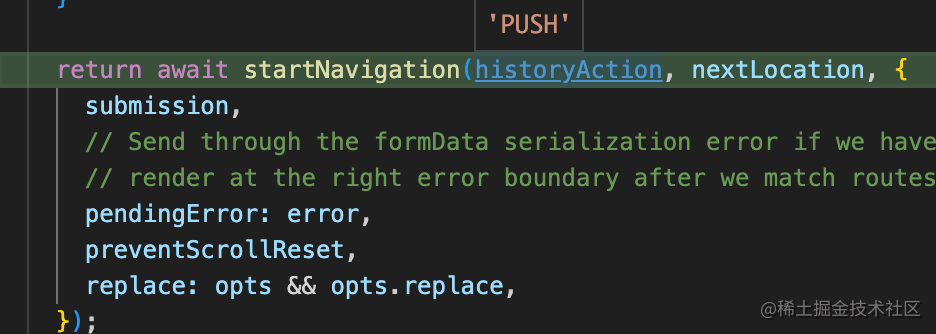 }
'PUSH'
return await startNavigation(historyAction, nextLocation, {
submission,
// Send through the formData serialization error if we have
// render at the right error boundary after we match routes
pendingError: error,
preventScrollReset,
replace: opts && opts.replace,
});
@稀土掘金技术社区